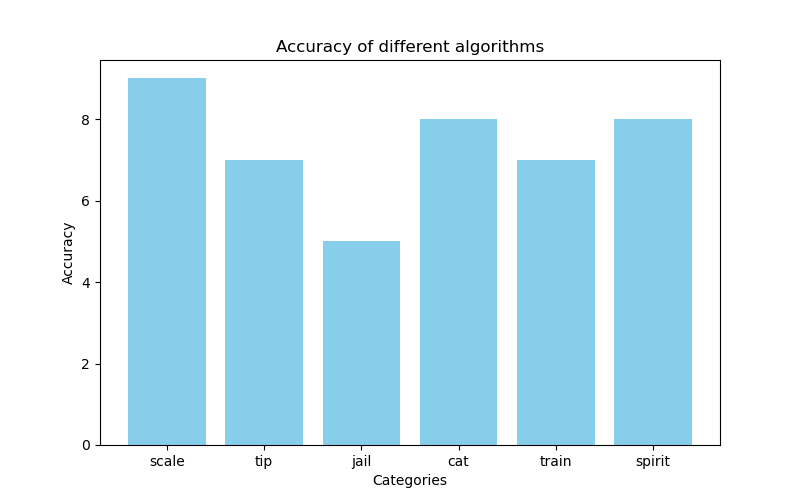 Accuracy of different algorithms
Accuracy
8
6
4
2
0
scale tip jail cat train spirit
Categories